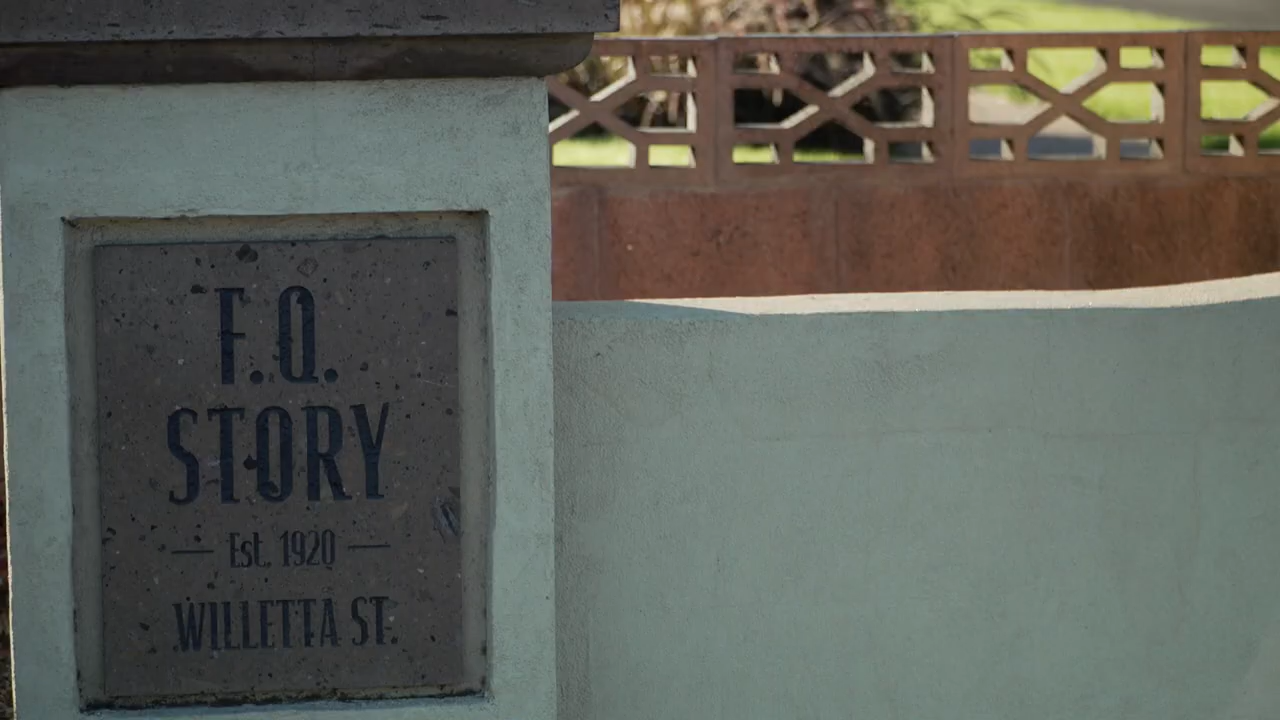 F.Q.
STORY
— Est. 1920 —
WILLETTA ST.